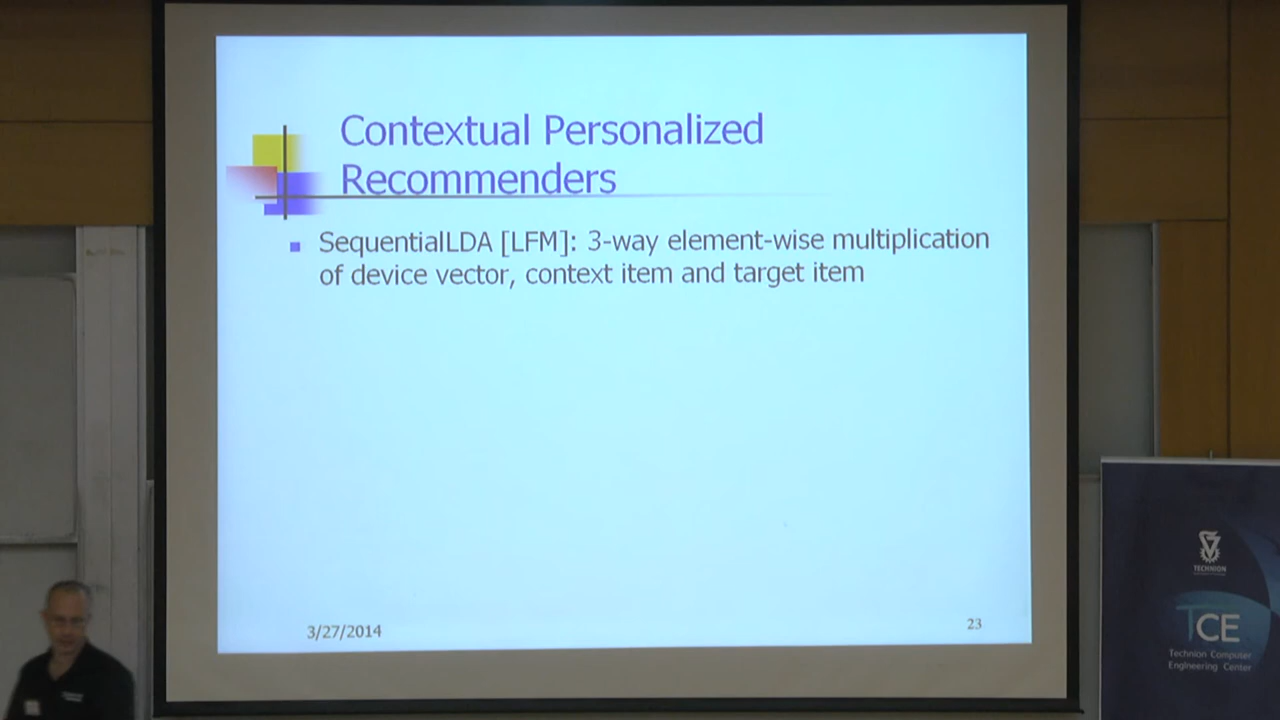 Contextual Personalized
Recommenders
SequentialLDA [LFM]: 3-way element-wise multiplication
of device vector, context item and target item
3/27/2014
23
TECHNION
TCE
Technion Computer
Engineering Center